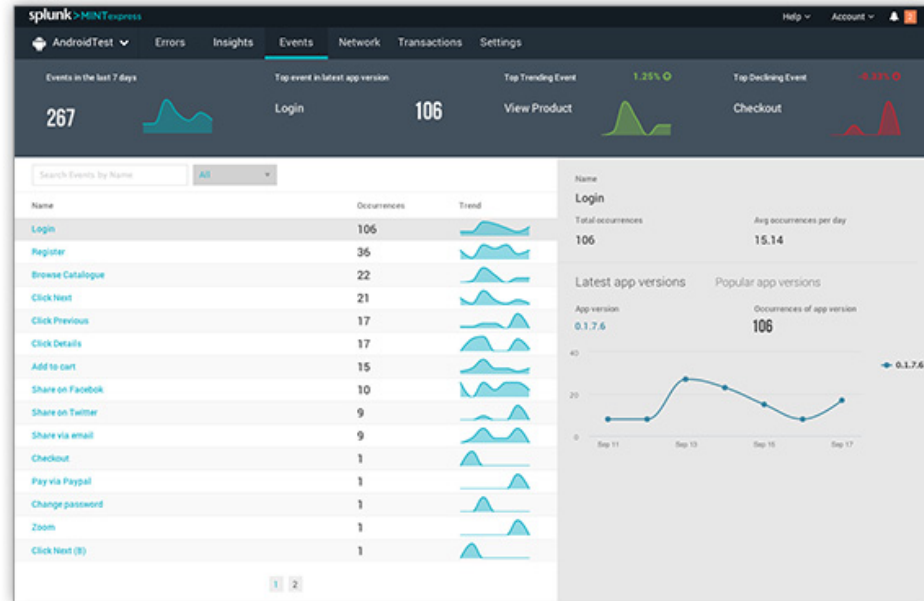 splunk>MINTexpress
Help Account 2
AndroidTest Errors Insights Events Network Transactions Settings
Events in the last 7 days
267
Top event in latest app version
Login 106
Top Trending Event 1.25%
View Product
Top Declining Event
Checkout
Search Events by Name All
Name Occurrences Trend
Login 106
Register 36
Browse Catalogue 22
Click Next 21
Click Previous 17
Click Details 17
Add to cart 15
Share on Facebok 10
Share on Twitter 9
Share via email 9
Checkout 1
Pay via Paypal 1
Change password 1
Zoom 1
Click Next (B) 1
1 2
Name
Login
Total occurrences Avg occurrences per day
106 15.14
Latest app versions Popular app versions
App version Occurrences of app version
0.1.7.6 106
40
20
0
Sep 11 Sep 13 Sep 15 Sep 17
0.1.7.6